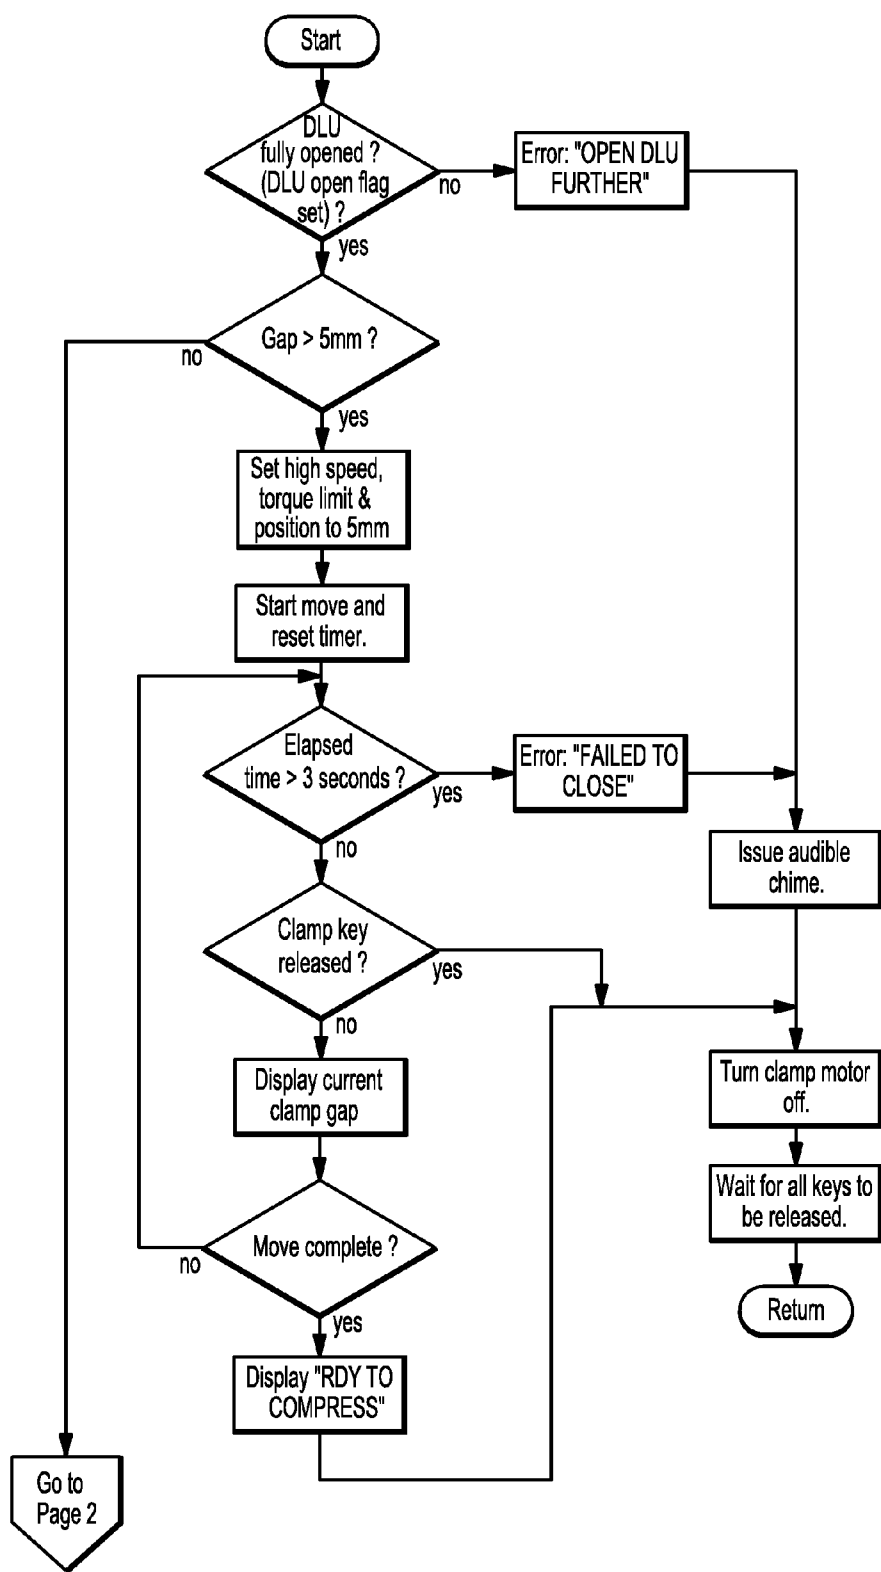 Start
DLU
fully opened ?
(DLU open flag
set) ?
no
yes
Error: "OPEN DLU
FURTHER"
Gap > 5mm ?
no
yes
Set high speed,
torque limit &
position to 5mm
Start move and
reset timer.
Elapsed
time > 3 seconds ?
yes
no
Error: "FAILED TO
CLOSE"
Issue audible
chime.
Clamp key
released ?
yes
no
Display current
clamp gap
Turn clamp motor
off.
Wait for all keys to
be released.
Move complete ?
no
yes
Return
Display "RDY TO
COMPRESS"
Go to
Page 2